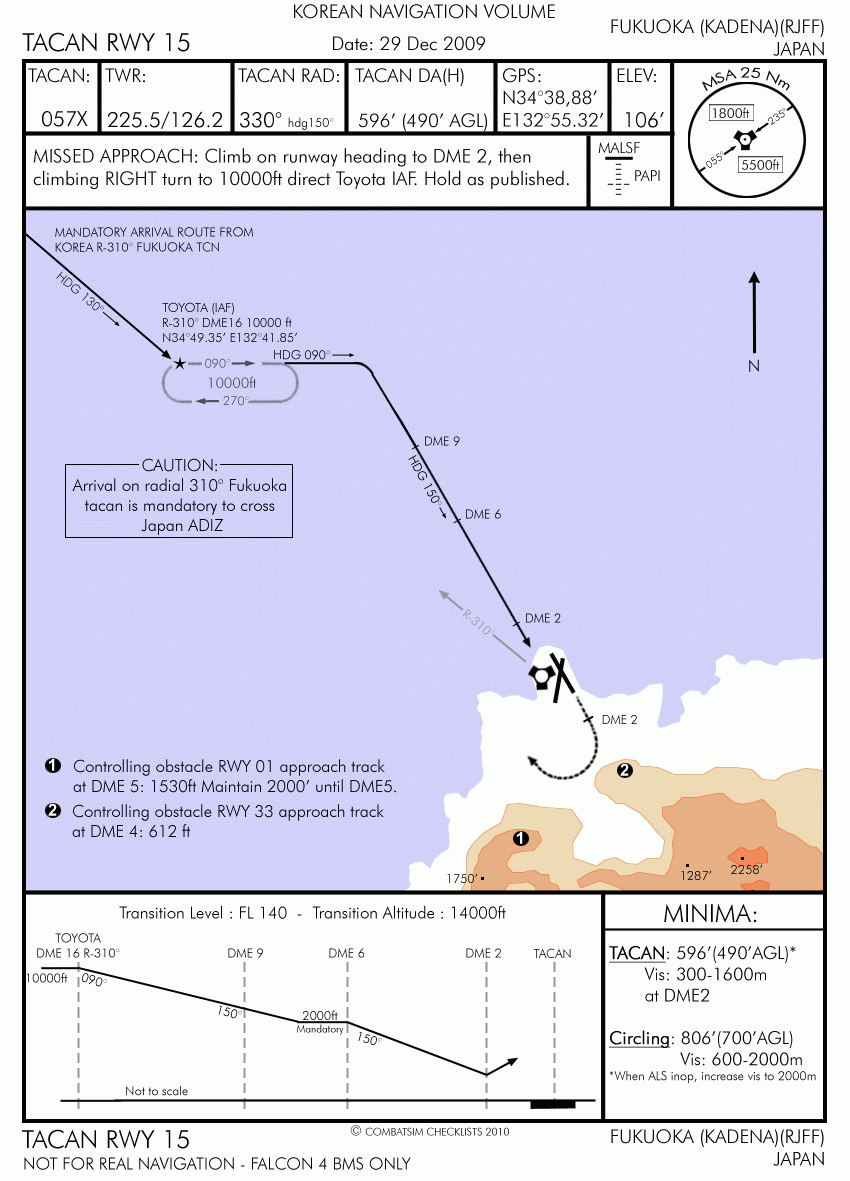 KOREAN NAVIGATION VOLUME
TACAN RWY 15
Date: 29 Dec 2009
FUKUOKA (KADENA)(RJFF)
JAPAN
TACAN:
057X
TWR:
225.5/126.2
TACAN RAD:
330° hdg150°
TACAN DA(H)
596' (490' AGL)
GPS:
N34°38,88'
E132°55.32'
ELEV:
106'
MSA 25 Nm
1800ft
235°
055°
5500ft
MISSED APPROACH: Climb on runway heading to DME 2, then
climbing RIGHT turn to 10000ft direct Toyota IAF. Hold as published.
MALSF
PAPI
MANDATORY ARRIVAL ROUTE FROM
KOREA R-310° FUKUOKA TCN
HDG 130°
TOYOTA (IAF)
R-310° DME16 10000 ft
N34°49.35' E132°41.85'
HDG 090°
090°
10000ft
270°
N
DME 9
HDG 150°
DME 6
CAUTION:
Arrival on radial 310° Fukuoka
tacan is mandatory to cross
Japan ADIZ
R-310°
DME 2
DME 2
1 Controlling obstacle RWY 01 approach track
at DME 5: 1530ft Maintain 2000' until DME5.
2 Controlling obstacle RWY 33 approach track
at DME 4: 612 ft
2
1
1750'
1287'
2258'
Transition Level : FL 140 - Transition Altitude : 14000ft
TOYOTA
DME 16 R-310°
DME 9
DME 6
DME 2
TACAN
10000ft
090°
150°
2000ft
Mandatory
150°
Not to scale
MINIMA:
TACAN: 596'(490'AGL)*
Vis: 300-1600m
at DME2
Circling: 806'(700'AGL)
Vis: 600-2000m
*When ALS inop, increase vis to 2000m
TACAN RWY 15
© COMBATSIM CHECKLISTS 2010
FUKUOKA (KADENA)(RJFF)
NOT FOR REAL NAVIGATION - FALCON 4 BMS ONLY
JAPAN